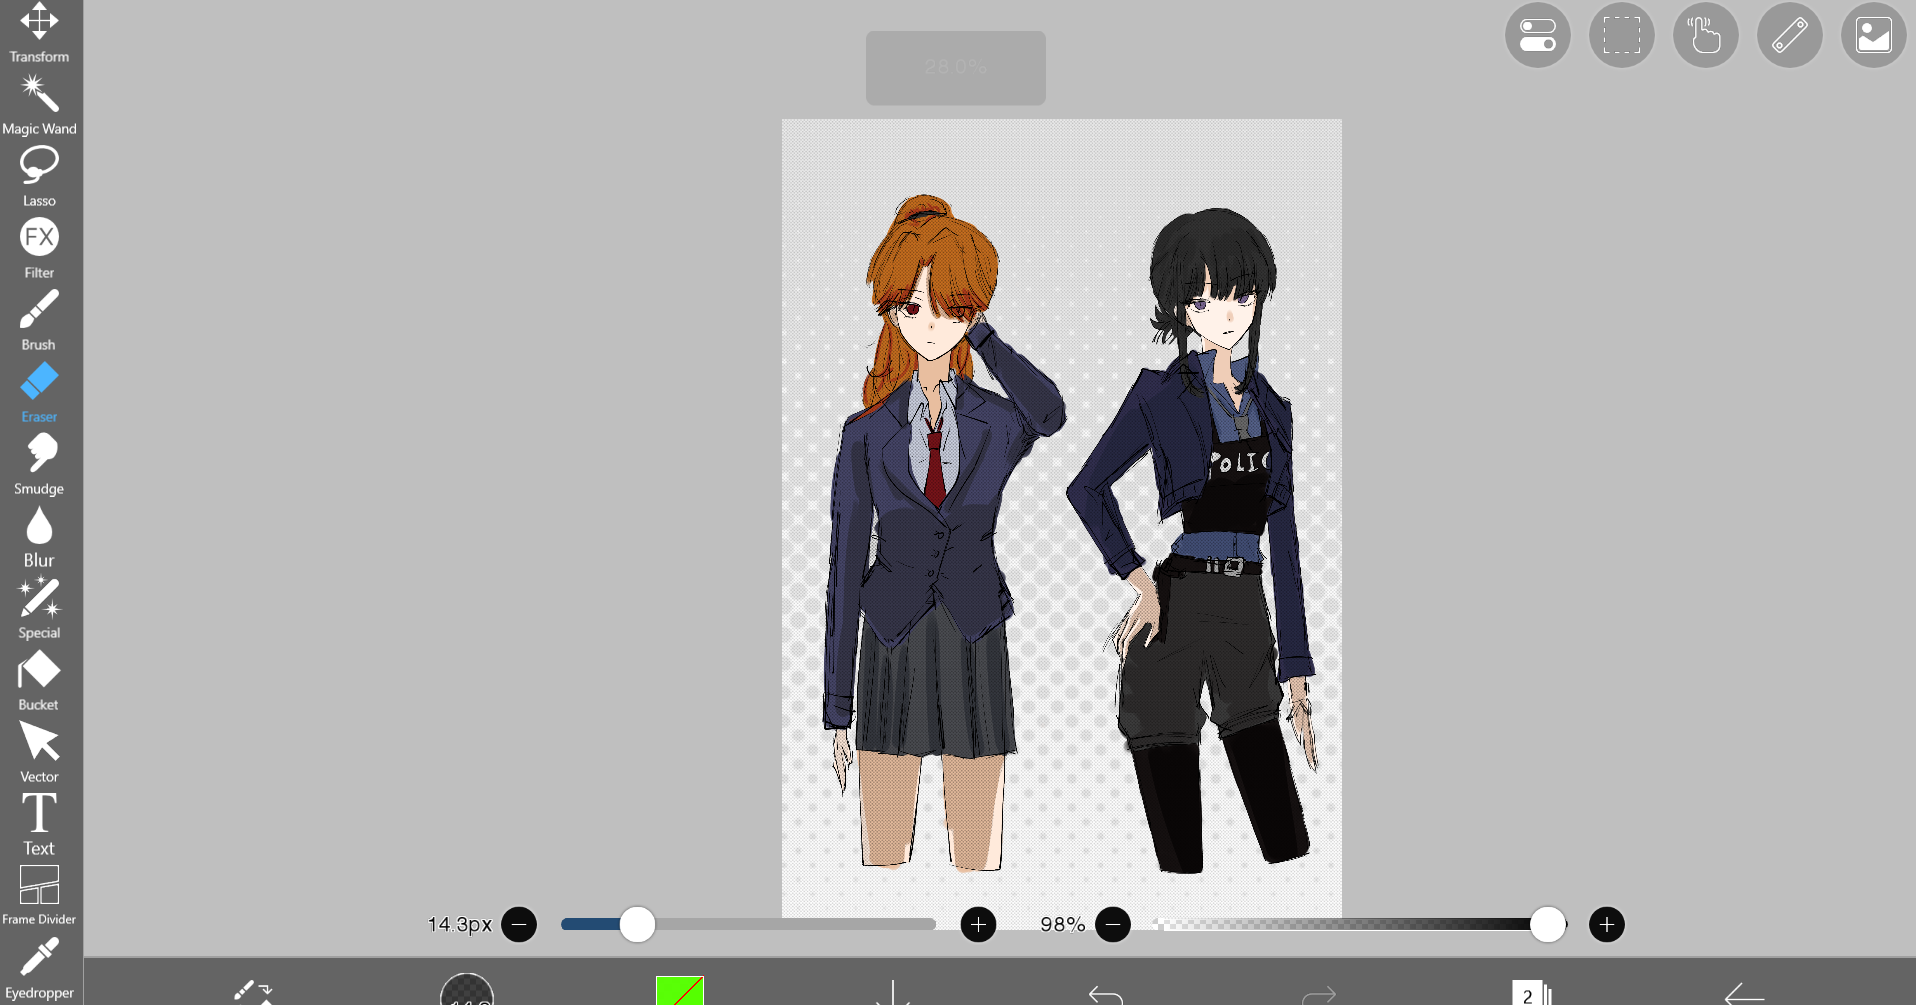 Transform
28.0%
Magic Wand
Lasso
FX
Filter
Brush
Eraser
Smudge
POLIC
Blur
Special
Bucket
Vector
T
Text
Frame Divider
14.3px
98%
Eyedropper
2